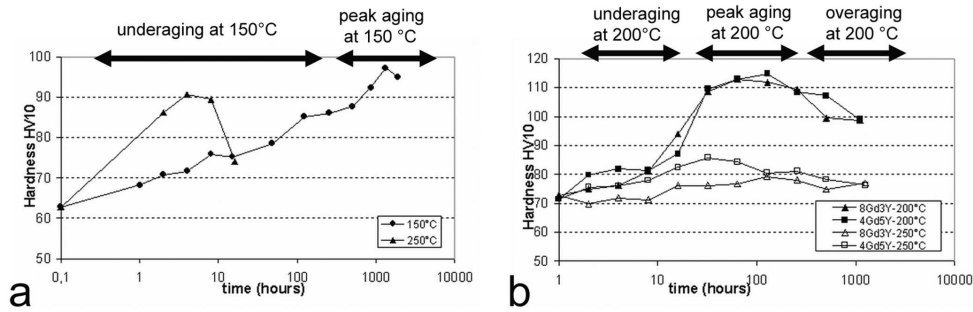 underaging at 150°C
peak aging
at 150 °C
100
90
80
70
60
50
Hardness HV10
0,1
1
10
100
1000
10000
time (hours)
150°C
250°C
a
underaging
at 200°C
peak aging
at 200 °C
overaging
at 200 °C
120
110
100
90
80
70
60
50
Hardness HV10
1
10
100
1000
10000
time (hours)
8Gd3Y-200°C
4Gd5Y-200°C
8Gd3Y-250°C
4Gd5Y-250°C
b